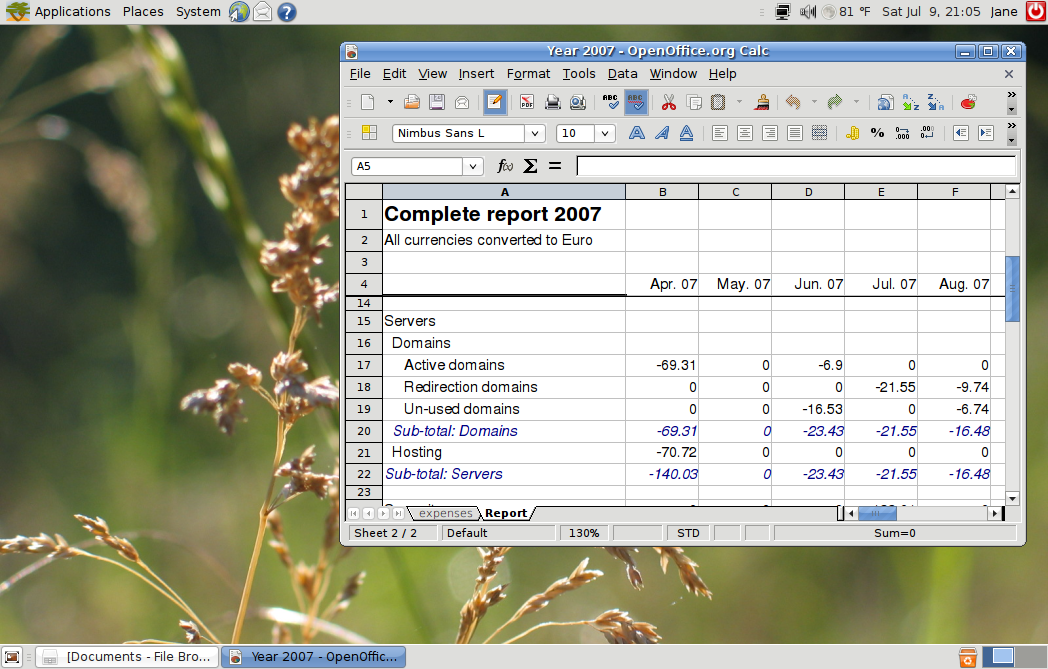 Applications Places System 81 °F Sat Jul 9, 21:05 Jane
Year 2007 - OpenOffice.org Calc
File Edit View Insert Format Tools Data Window Help
Nimbus Sans L 10
A5
A B C D E F
1 Complete report 2007
2 All currencies converted to Euro
3
4 Apr. 07 May. 07 Jun. 07 Jul. 07 Aug. 07
14
15 Servers
16 Domains
17 Active domains -69.31 0 -6.9 0 0
18 Redirection domains 0 0 0 -21.55 -9.74
19 Un-used domains 0 0 -16.53 0 -6.74
20 Sub-total: Domains -69.31 0 -23.43 -21.55 -16.48
21 Hosting -70.72 0 0 0 0
22 Sub-total: Servers -140.03 0 -23.43 -21.55 -16.48
23
expenses Report
Sheet 2 / 2 Default 130% STD Sum=0
[Documents - File Bro... Year 2007 - OpenOffic...